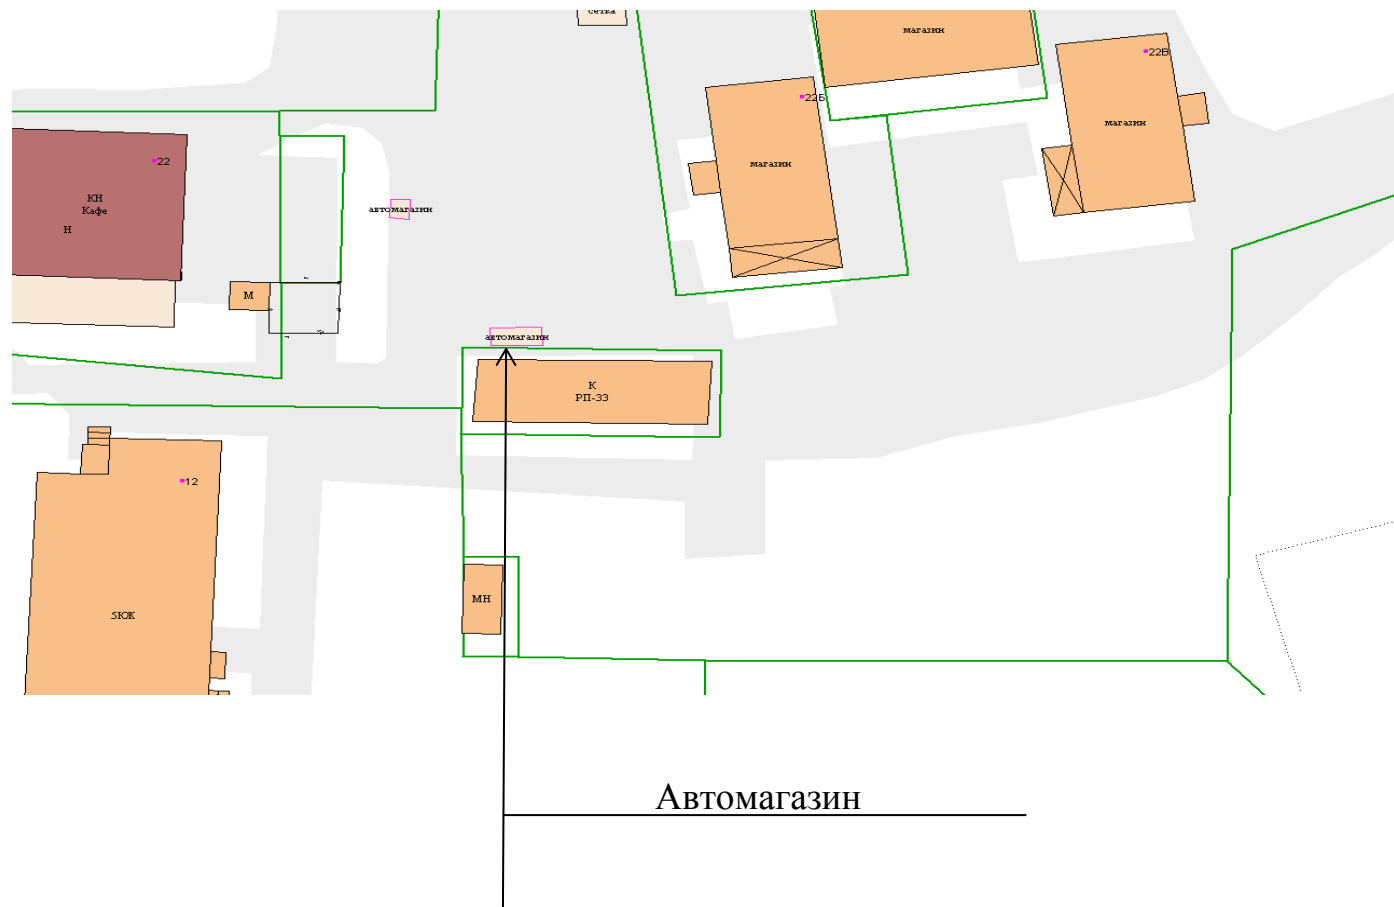 сетка
магазин
22В
22Б
магазин
магазин
22
КН
Кафе
Н
автомагазин
М
автомагазин
К
РП-33
12
МН
5КЖ
Автомагазин